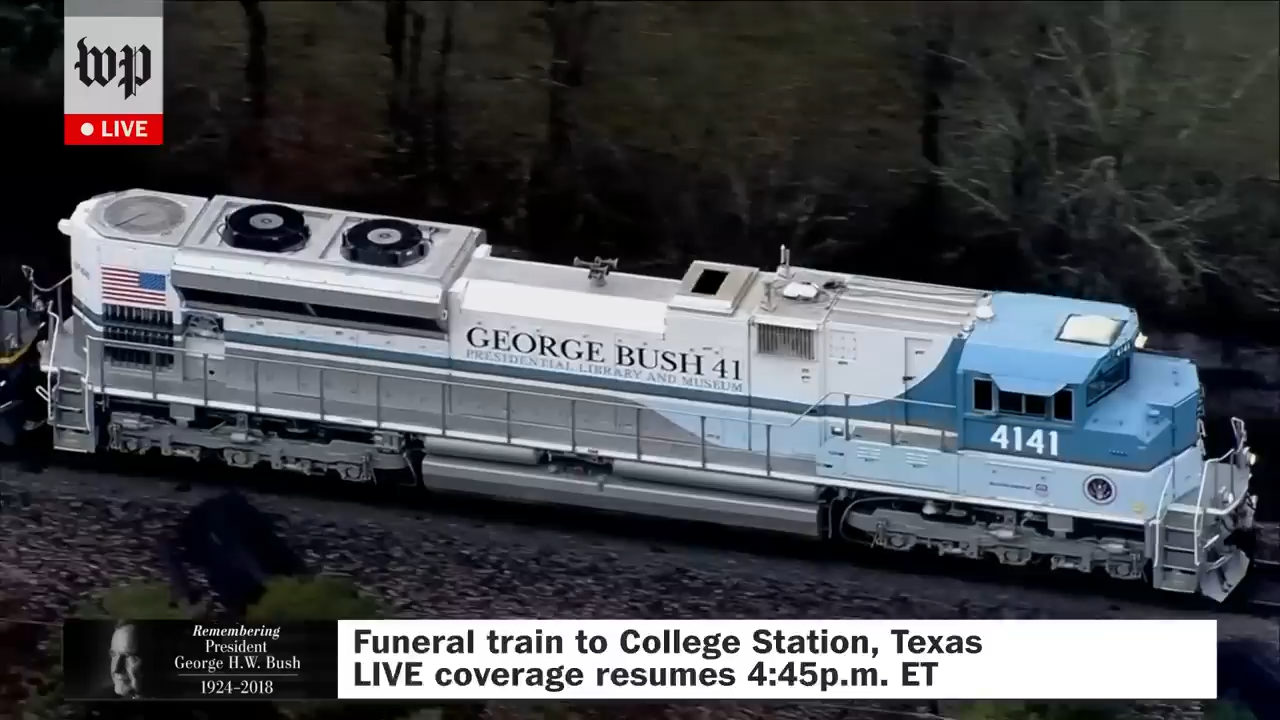 wp
LIVE
GEORGE BUSH 41
PRESIDENTIAL LIBRARY AND MUSEUM
4141
Remembering
President
George H.W. Bush
1924–2018
Funeral train to College Station, Texas
LIVE coverage resumes 4:45p.m. ET